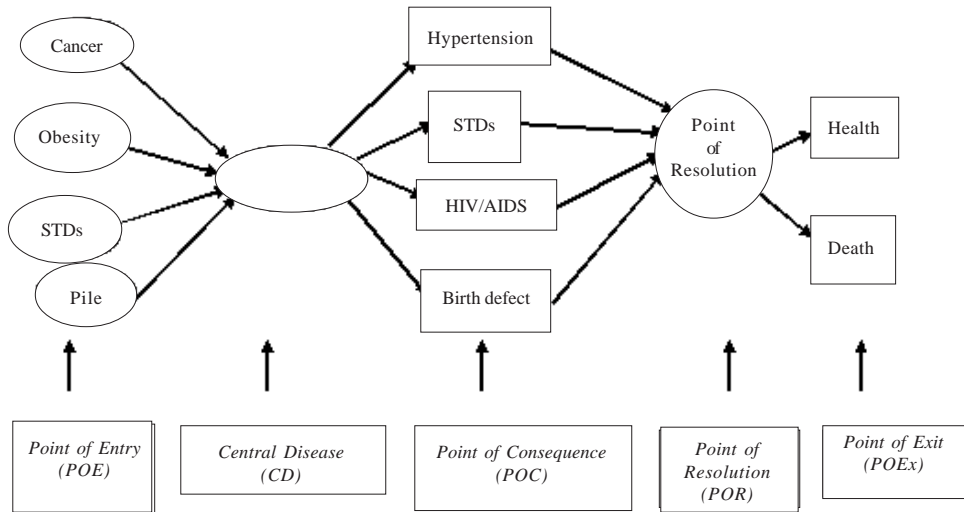 Cancer
Obesity
STDs
Pile
Hypertension
STDs
HIV/AIDS
Birth defect
Point
of
Resolution
Health
Death
Point of Entry
(POE)
Central Disease
(CD)
Point of Consequence
(POC)
Point of
Resolution
(POR)
Point of Exit
(POEx)